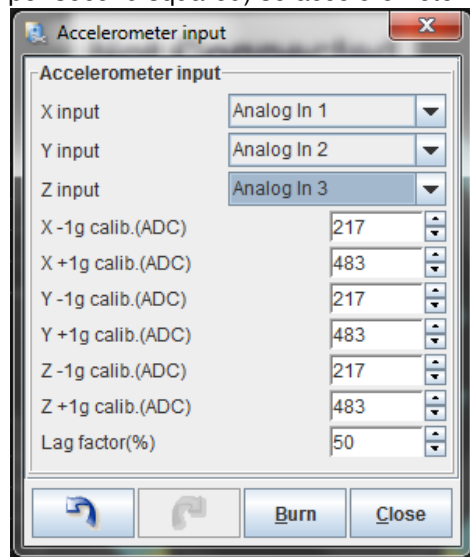 Accelerometer input
Accelerometer input
X input Analog In 1
Y input Analog In 2
Z input Analog In 3
X -1g calib.(ADC) 217
X +1g calib.(ADC) 483
Y -1g calib.(ADC) 217
Y +1g calib.(ADC) 483
Z -1g calib.(ADC) 217
Z +1g calib.(ADC) 483
Lag factor(%) 50
Burn Close